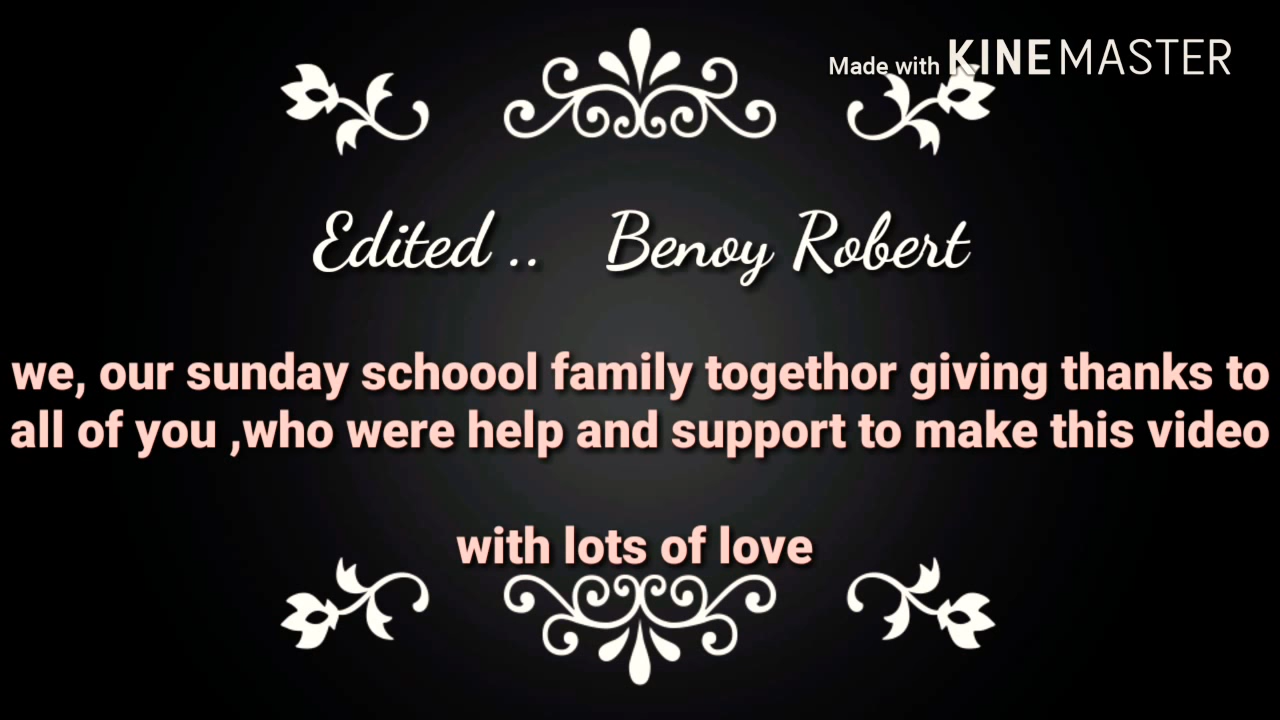 Made with KINEMASTER
Edited .. Benoy Robert
we, our sunday schoool family togethor giving thanks to
all of you ,who were help and support to make this video
with lots of love